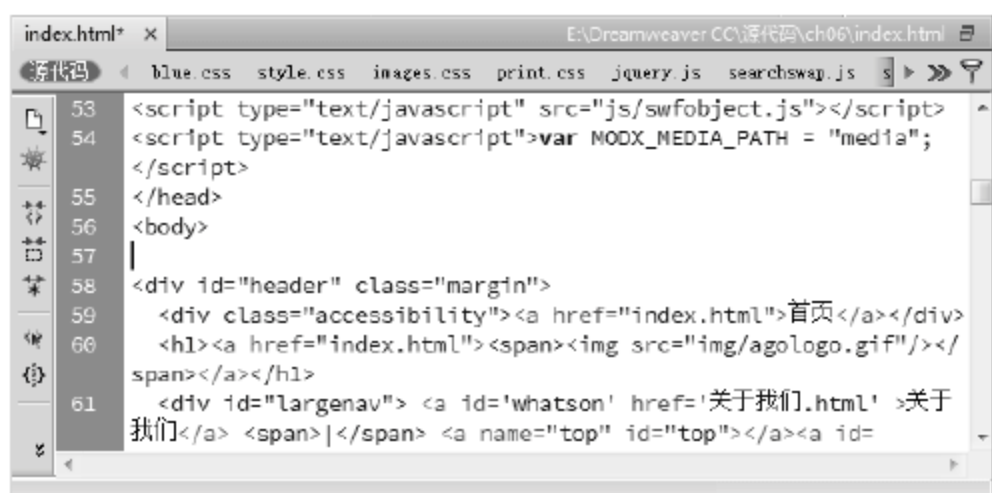 index.html* × E:\Dreamweaver CC\源代码\ch06\index.html
源代码 blue.css style.css images.css print.css jquery.js searchswap.js s
53 <script type="text/javascript" src="js/swfobject.js"></script>
54 <script type="text/javascript">var MODX_MEDIA_PATH = "media";
</script>
55 </head>
56 <body>
57
58 <div id="header" class="margin">
59 <div class="accessibility"><a href="index.html">首页</a></div>
60 <h1><a href="index.html"><span><img src="img/agologo.gif"/></
span></a></h1>
61 <div id="largenav"> <a id='whatson' href='关于我们.html' >关于
我们</a> <span>|</span> <a name="top" id="top"></a><a id=